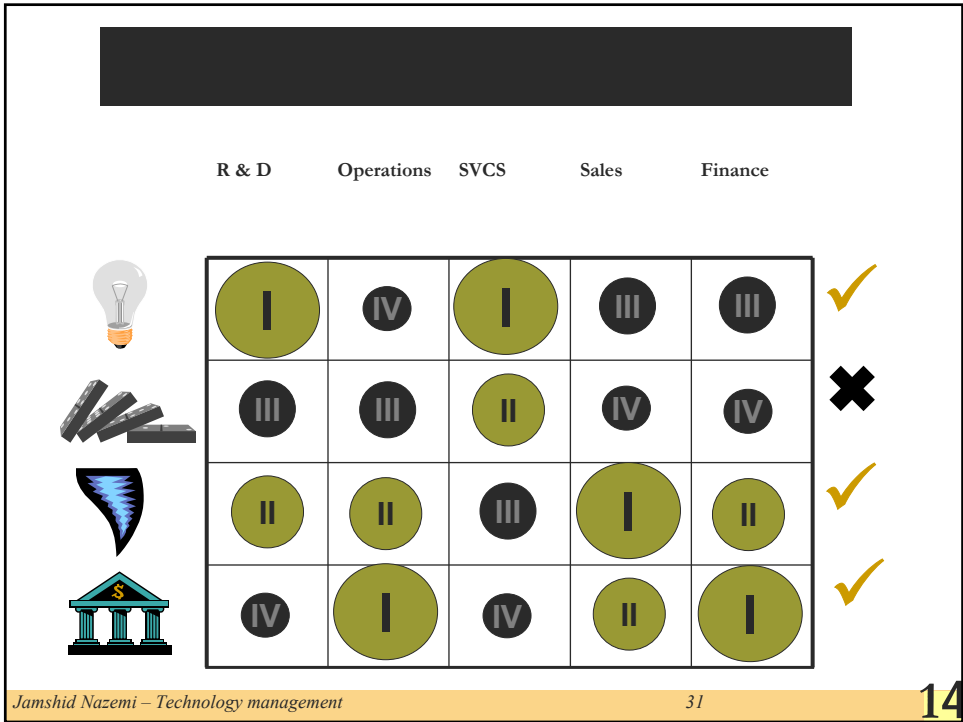 R & D Operations SVCS Sales Finance
I IV I III III
III III II IV IV
II II III I II
$
IV I IV II I
Jamshid Nazemi – Technology management 31 14